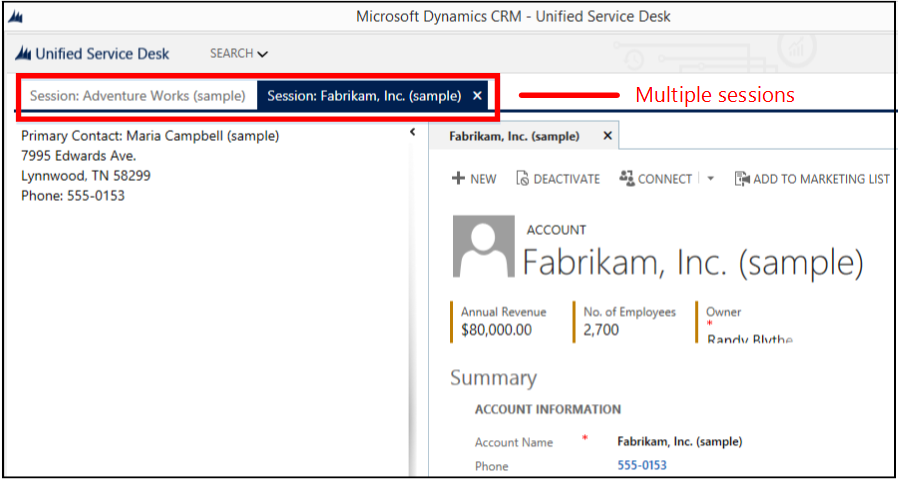 Microsoft Dynamics CRM - Unified Service Desk
Unified Service Desk SEARCH
Session: Adventure Works (sample) Session: Fabrikam, Inc. (sample) × Multiple sessions
Primary Contact: Maria Campbell (sample)
7995 Edwards Ave.
Lynnwood, TN 58299
Phone: 555-0153
Fabrikam, Inc. (sample) ×
+ NEW DEACTIVATE CONNECT ADD TO MARKETING LIST
ACCOUNT
Fabrikam, Inc. (sample)
Annual Revenue No. of Employees Owner
$80,000.00 2,700 *
Randy Blythe
Summary
ACCOUNT INFORMATION
Account Name * Fabrikam, Inc. (sample)
Phone 555-0153